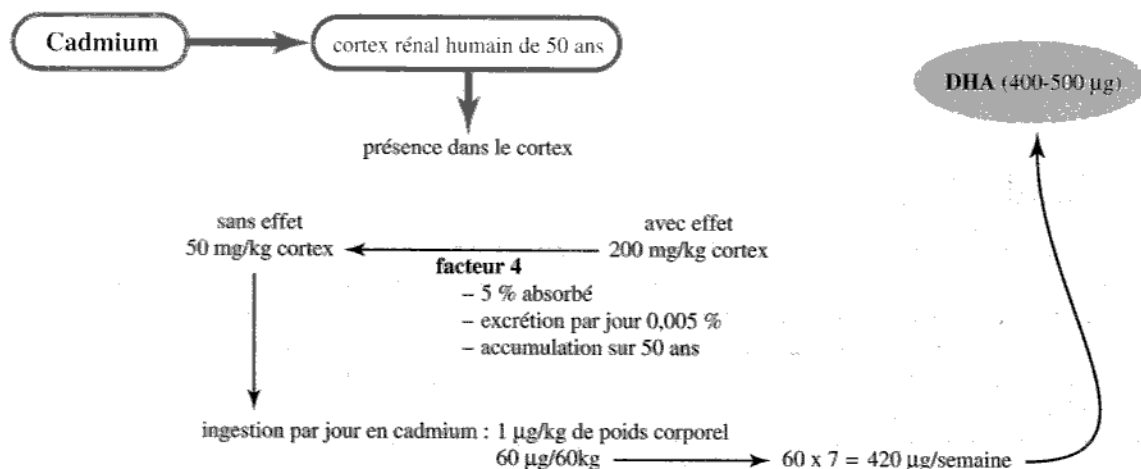 Cadmium
cortex rénal humain de 50 ans
DHA (400-500 µg)
présence dans le cortex
sans effet
50 mg/kg cortex
avec effet
200 mg/kg cortex
facteur 4
– 5 % absorbé
– excrétion par jour 0,005 %
– accumulation sur 50 ans
ingestion par jour en cadmium : 1 µg/kg de poids corporel
60 µg/60kg
60 x 7 = 420 µg/semaine